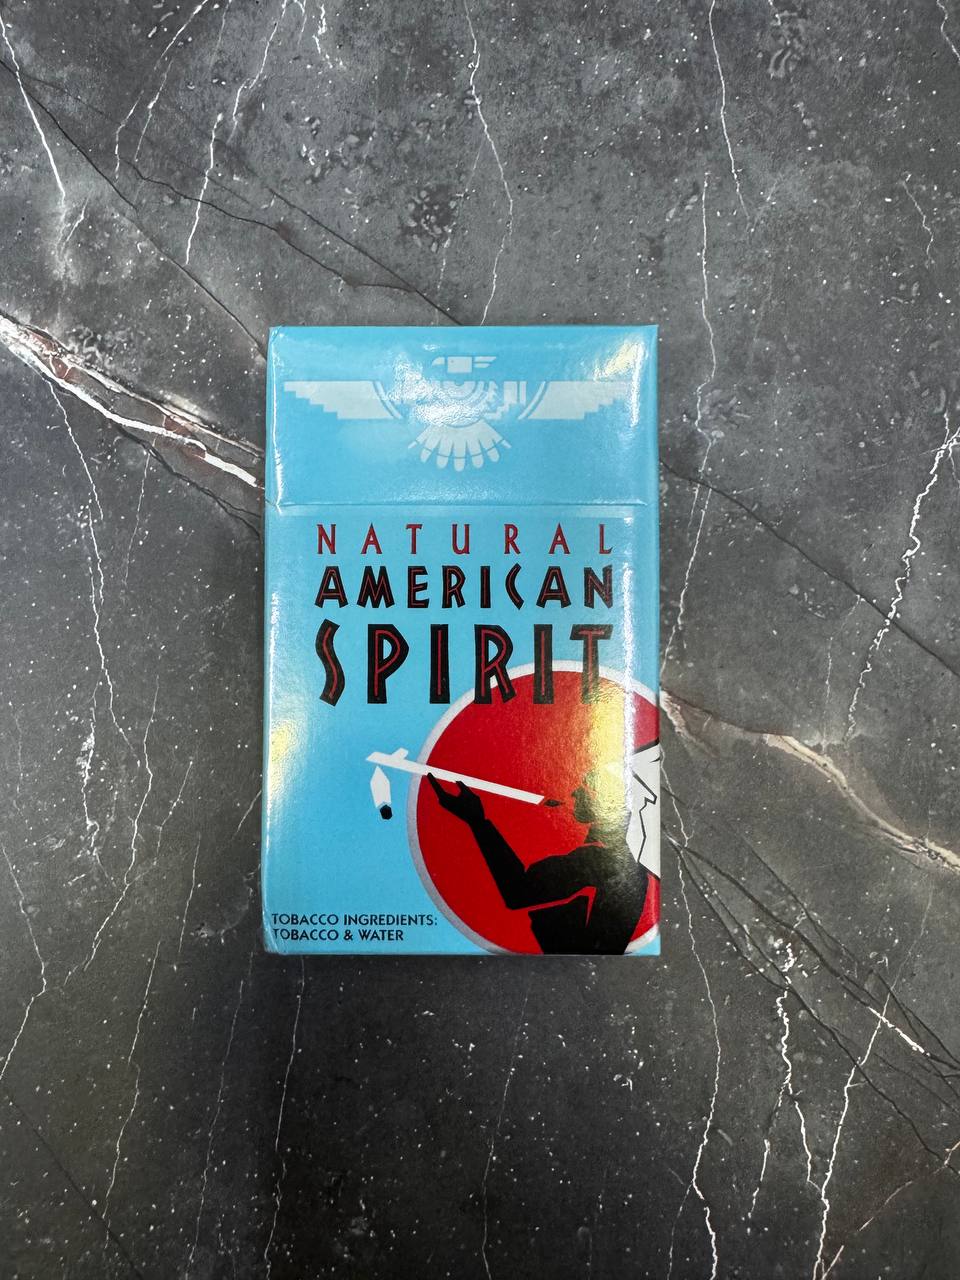 NATURAL
AMERICAN
SPIRIT
TOBACCO INGREDIENTS:
TOBACCO & WATER